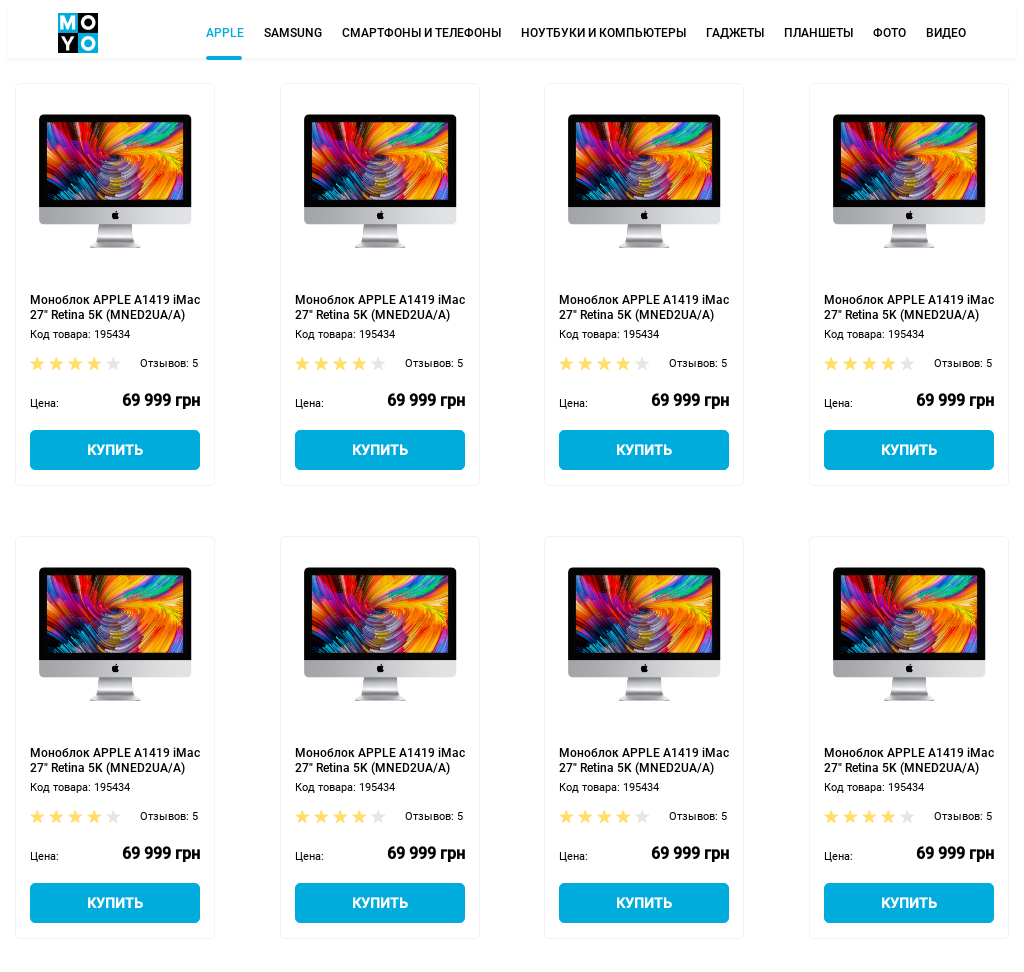 MO
YO
APPLE SAMSUNG СМАРТФОНЫ И ТЕЛЕФОНЫ НОУТБУКИ И КОМПЬЮТЕРЫ ГАДЖЕТЫ ПЛАНШЕТЫ ФОТО ВИДЕО
Моноблок APPLE A1419 iMac
27" Retina 5K (MNED2UA/A)
Код товара: 195434
Отзывов: 5
Цена: 69 999 грн
КУПИТЬ
Моноблок APPLE A1419 iMac
27" Retina 5K (MNED2UA/A)
Код товара: 195434
Отзывов: 5
Цена: 69 999 грн
КУПИТЬ
Моноблок APPLE A1419 iMac
27" Retina 5K (MNED2UA/A)
Код товара: 195434
Отзывов: 5
Цена: 69 999 грн
КУПИТЬ
Моноблок APPLE A1419 iMac
27" Retina 5K (MNED2UA/A)
Код товара: 195434
Отзывов: 5
Цена: 69 999 грн
КУПИТЬ
Моноблок APPLE A1419 iMac
27" Retina 5K (MNED2UA/A)
Код товара: 195434
Отзывов: 5
Цена: 69 999 грн
КУПИТЬ
Моноблок APPLE A1419 iMac
27" Retina 5K (MNED2UA/A)
Код товара: 195434
Отзывов: 5
Цена: 69 999 грн
КУПИТЬ
Моноблок APPLE A1419 iMac
27" Retina 5K (MNED2UA/A)
Код товара: 195434
Отзывов: 5
Цена: 69 999 грн
КУПИТЬ
Моноблок APPLE A1419 iMac
27" Retina 5K (MNED2UA/A)
Код товара: 195434
Отзывов: 5
Цена: 69 999 грн
КУПИТЬ